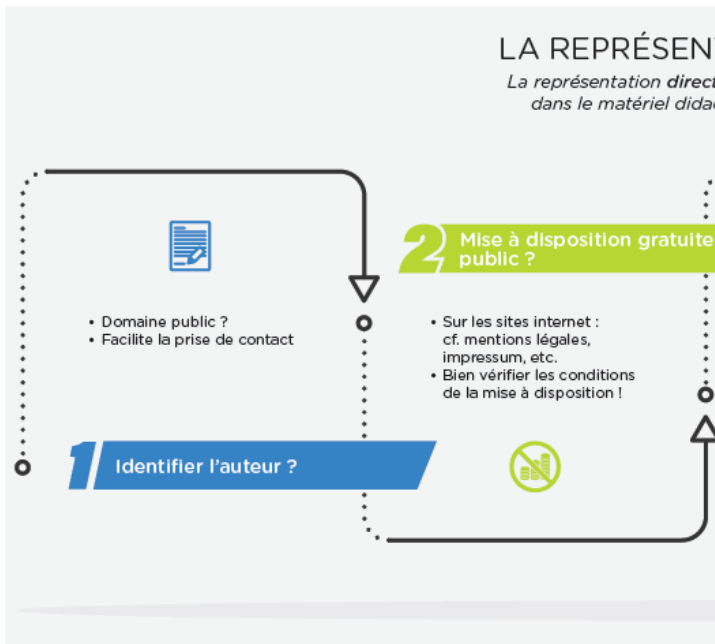 LA REPRÉSEN
La représentation direct
dans le matériel didac
2 Mise à disposition gratuite
public ?
• Domaine public ?
• Facilite la prise de contact
• Sur les sites internet :
cf. mentions légales,
impressum, etc.
• Bien vérifier les conditions
de la mise à disposition !
1 Identifier l'auteur ?